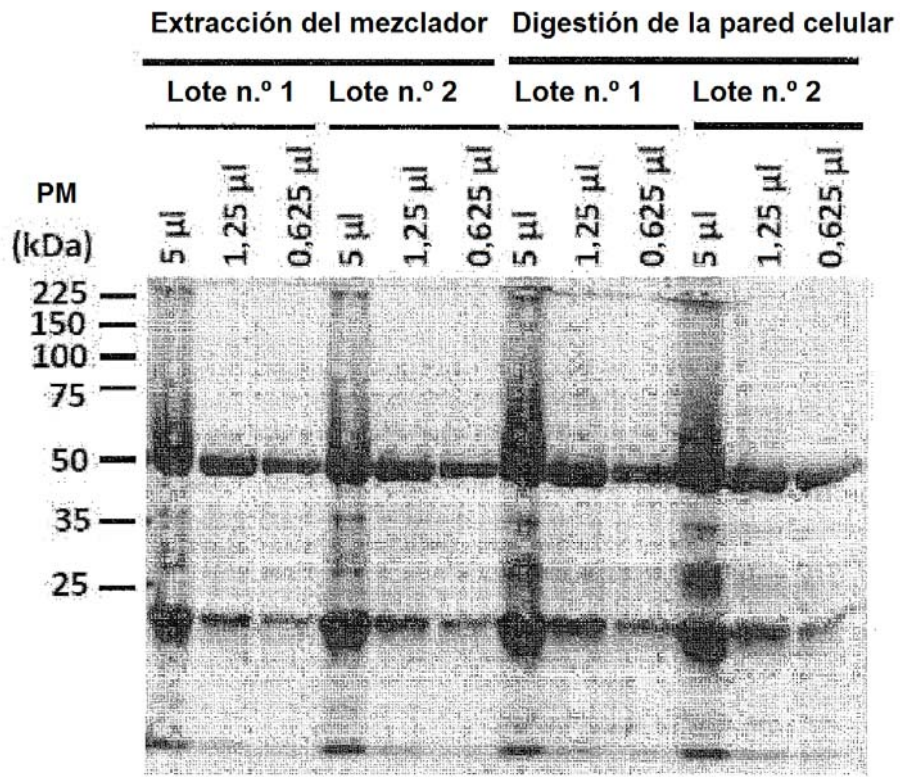 Extracción del mezclador Digestión de la pared celular
Lote n.º 1 Lote n.º 2 Lote n.º 1 Lote n.º 2
PM
(kDa)
5 µl 1,25 µl 0,625 µl 5 µl 1,25 µl 0,625 µl 5 µl 1,25 µl 0,625 µl 5 µl 1,25 µl 0,625 µl
225
150
100
75
50
35
25